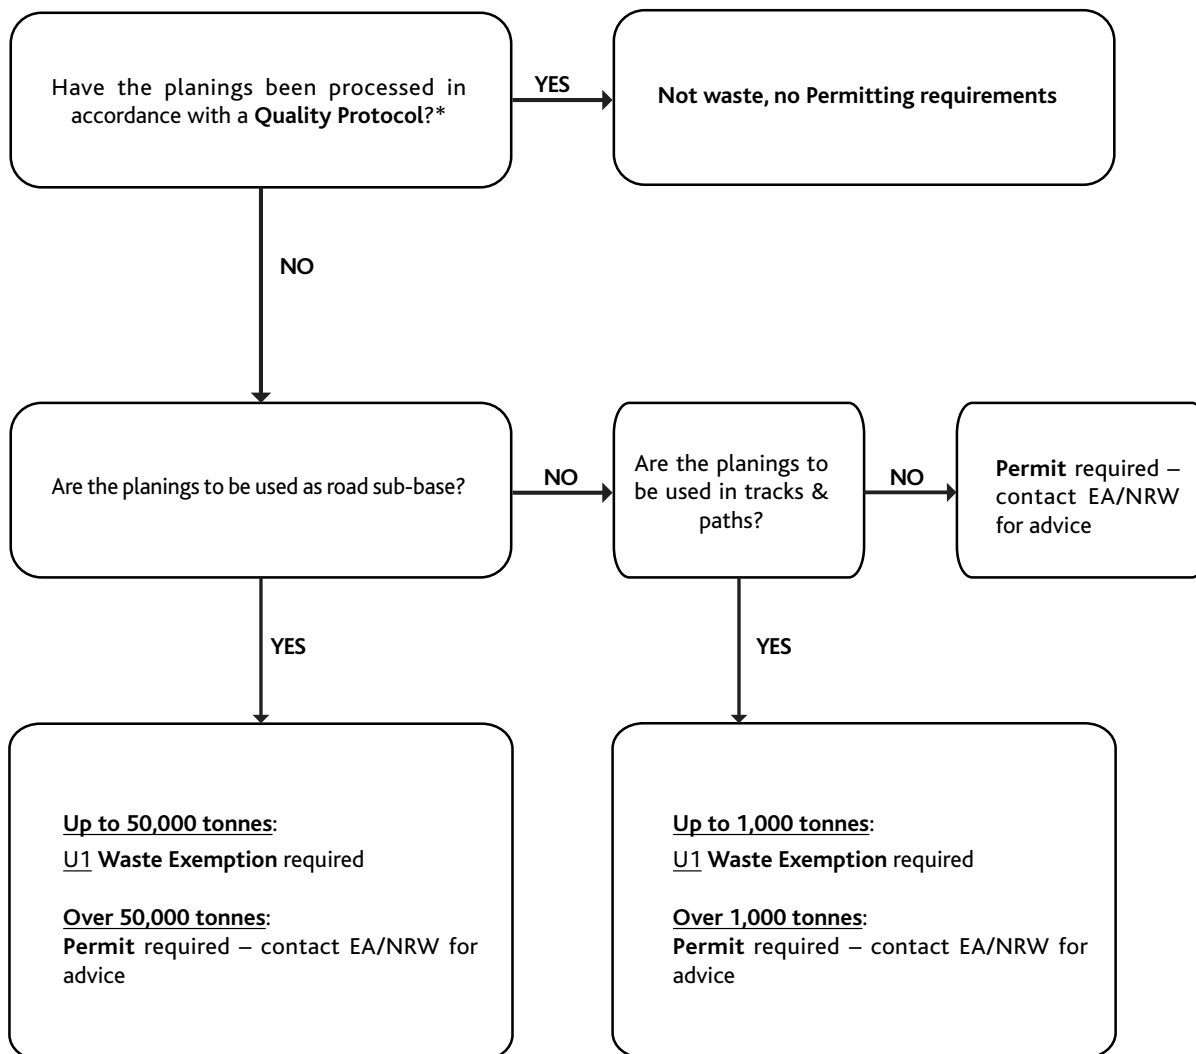 Have the planings been processed in
accordance with a Quality Protocol?*
YES
Not waste, no Permitting requirements
NO
Are the planings to be used as road sub-base?
NO
Are the planings to
be used in tracks &
paths?
NO
Permit required –
contact EA/NRW
for advice
YES
YES
Up to 50,000 tonnes:
U1 Waste Exemption required
Over 50,000 tonnes:
Permit required – contact EA/NRW for
advice
Up to 1,000 tonnes:
U1 Waste Exemption required
Over 1,000 tonnes:
Permit required – contact EA/NRW for
advice